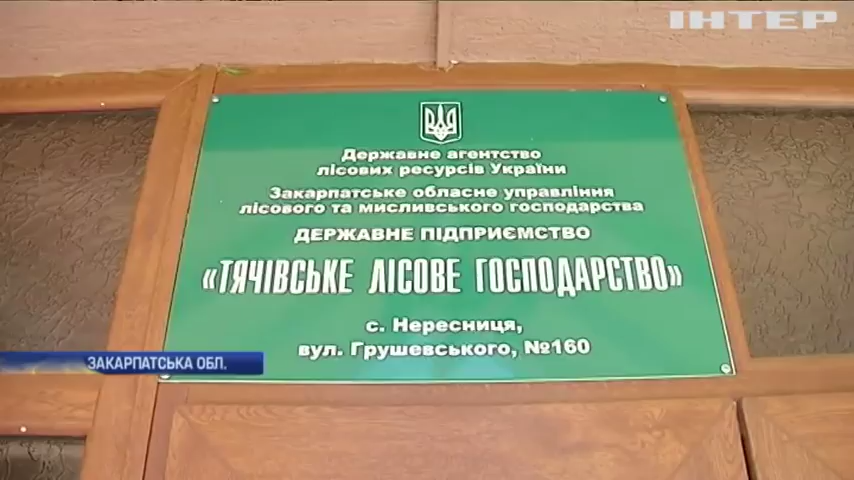 ІНТЕР
Державне агентство
лісових ресурсів України
Закарпатське обласне управління
лісового та мисливського господарства
ДЕРЖАВНЕ ПІДПРИЄМСТВО
«ТЯЧІВСЬКЕ ЛІСОВЕ ГОСПОДАРСТВО»
с. Нересниця,
вул. Грушевського, №160
ЗАКАРПАТСЬКА ОБЛ.